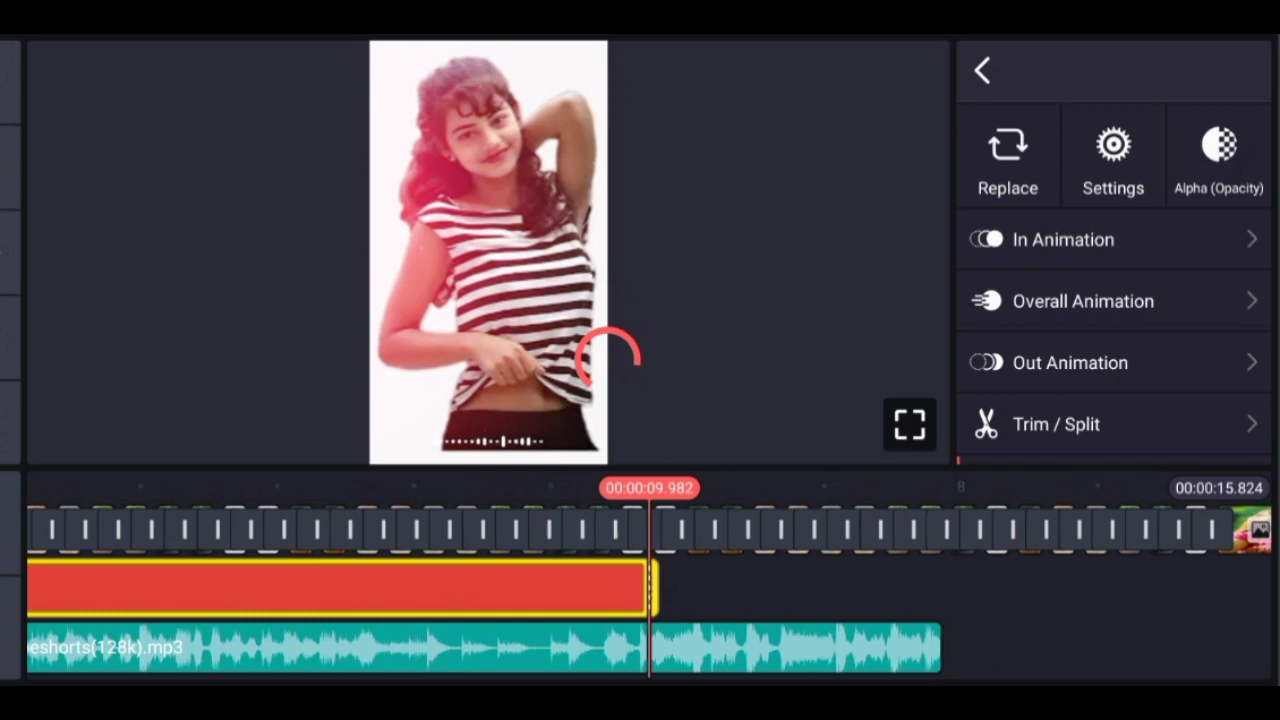 Replace
Settings
Alpha (Opacity)
In Animation
Overall Animation
Out Animation
Trim / Split
00:00:09.982
8
00:00:15.824
eshorts(128k).mp3